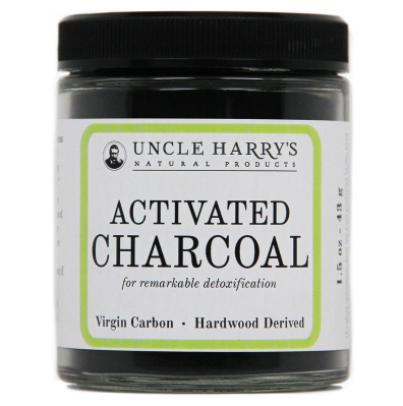 UNCLE HARRY'S
NATURAL PRODUCTS
ACTIVATED
CHARCOAL
for remarkable detoxification
Virgin Carbon • Hardwood Derived
1.5 oz - 43 g